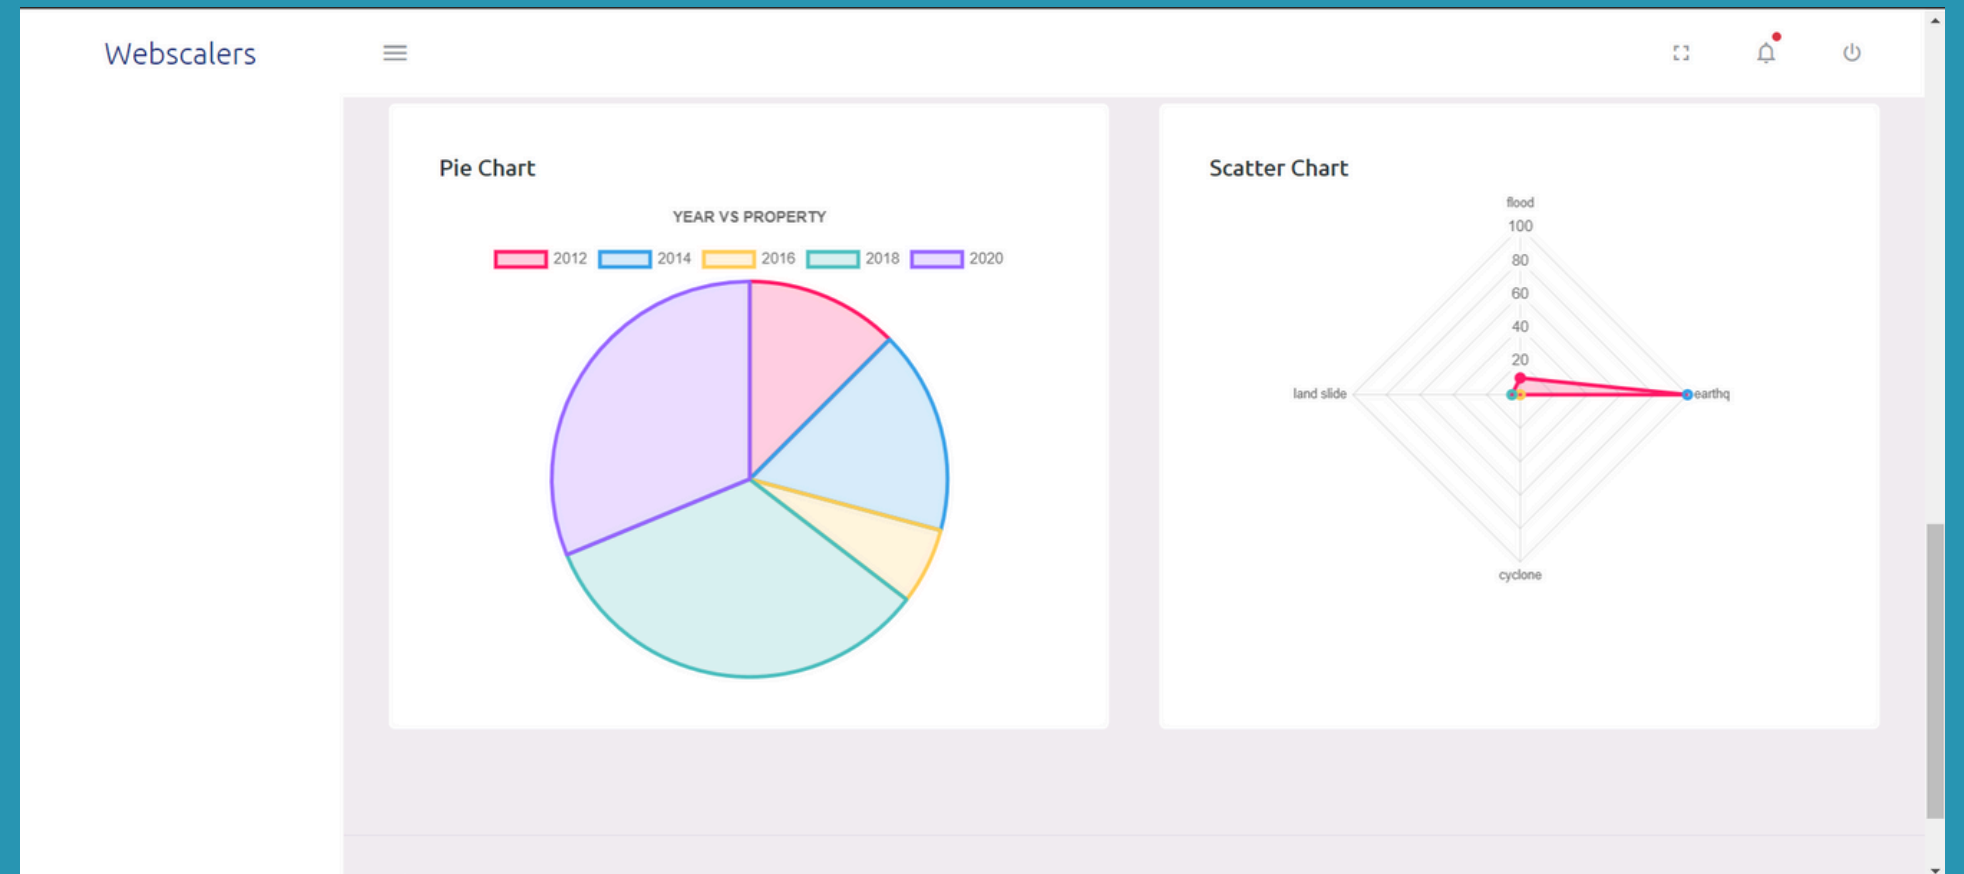 Webscalers
Pie Chart
YEAR VS PROPERTY
2012 2014 2016 2018 2020
Scatter Chart
flood
100
80
60
40
20
land slide
earthq
cyclone